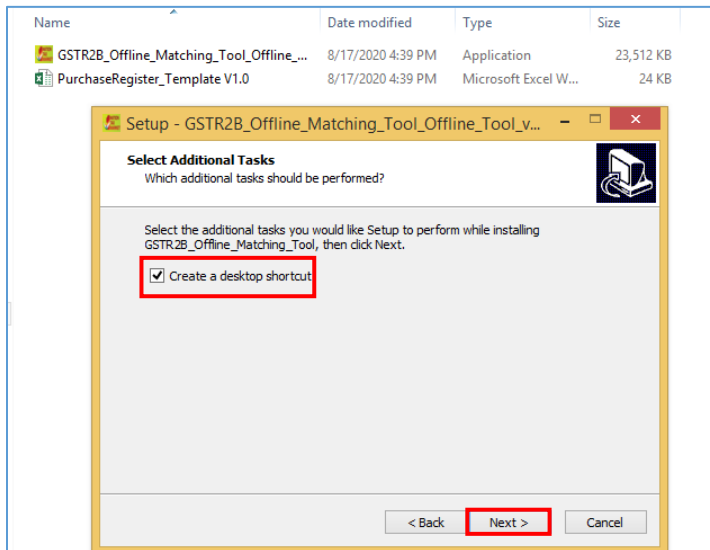 Name Date modified Type Size
GSTR2B_Offline_Matching_Tool_Offline_... 8/17/2020 4:39 PM Application 23,512 KB
PurchaseRegister_Template V1.0 8/17/2020 4:39 PM Microsoft Excel W... 24 KB
Setup - GSTR2B_Offline_Matching_Tool_Offline_Tool_v...
Select Additional Tasks
Which additional tasks should be performed?
Select the additional tasks you would like Setup to perform while installing
GSTR2B_Offline_Matching_Tool, then click Next.
Create a desktop shortcut
< Back Next > Cancel